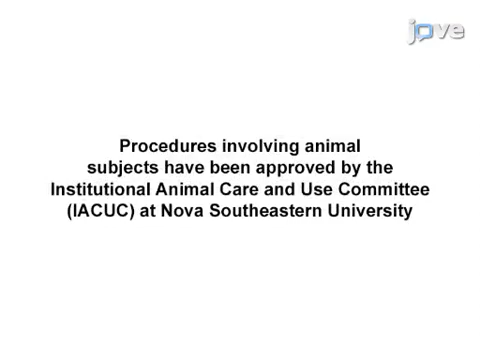 jove
Procedures involving animal
subjects have been approved by the
Institutional Animal Care and Use Committee
(IACUC) at Nova Southeastern University